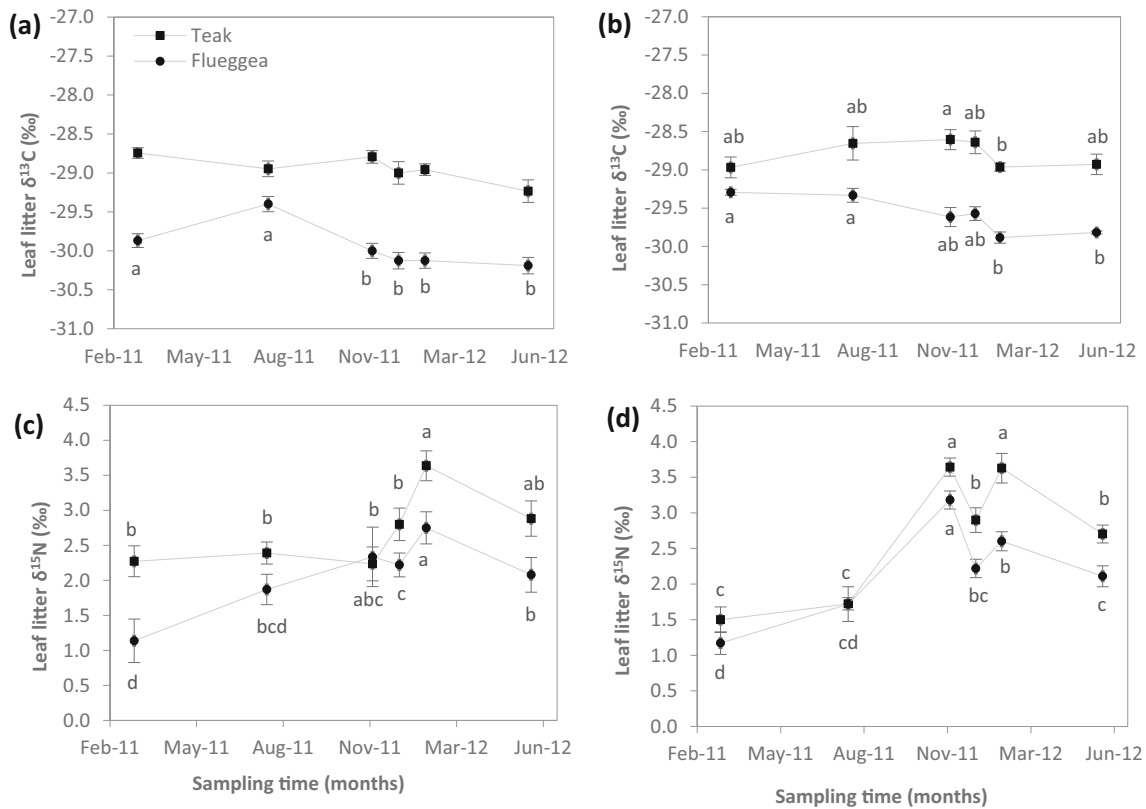 (a)
-27.0
Teak
-27.5
Flueggea
-28.0
-28.5
-29.0
-29.5
-30.0
-30.5
-31.0
Leaf litter δ¹³C (‰)
a
a
b
b
b
b
Feb-11 May-11 Aug-11 Nov-11 Mar-12 Jun-12
(b)
-27.0
-27.5
-28.0
-28.5
-29.0
-29.5
-30.0
-30.5
-31.0
Leaf litter δ¹³C (‰)
ab ab a ab b ab
a a ab ab b b
Feb-11 May-11 Aug-11 Nov-11 Mar-12 Jun-12
(c)
4.5
4.0
3.5
3.0
2.5
2.0
1.5
1.0
0.5
0.0
Leaf litter δ¹⁵N (‰)
b b b b a ab
d bcd abc c a b
Feb-11 May-11 Aug-11 Nov-11 Mar-12 Jun-12
Sampling time (months)
(d)
4.5
4.0
3.5
3.0
2.5
2.0
1.5
1.0
0.5
0.0
Leaf litter δ¹⁵N (‰)
c c a b a b
d cd a bc b c
Feb-11 May-11 Aug-11 Nov-11 Mar-12 Jun-12
Sampling time (months)